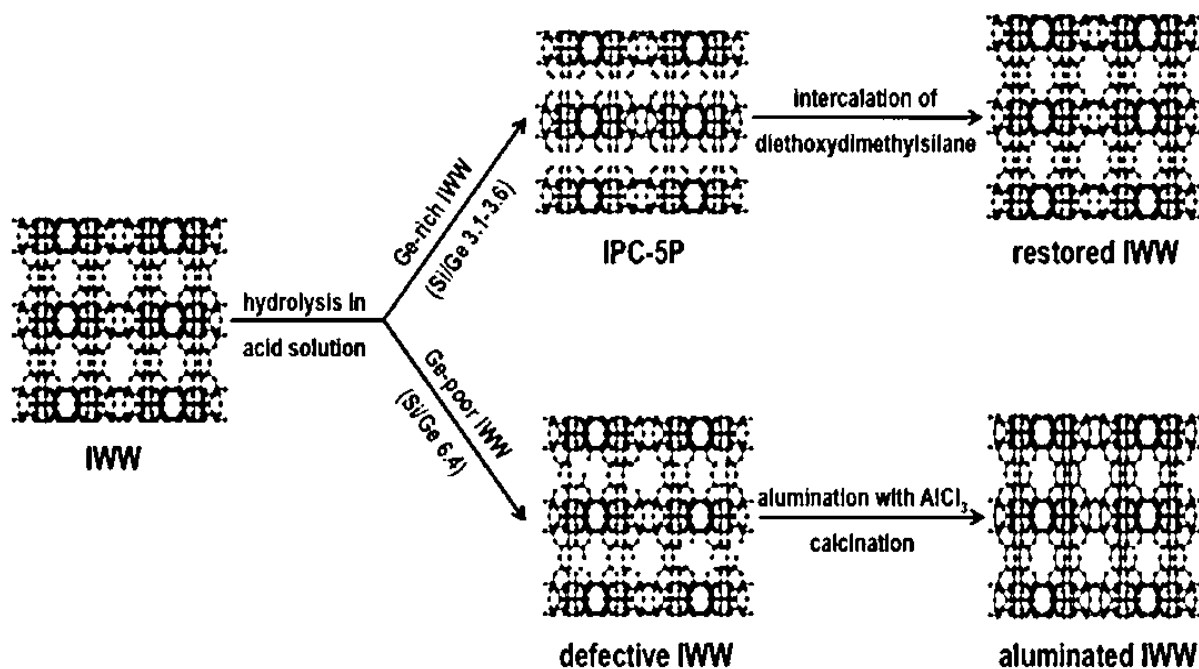 IWW
hydrolysis in
acid solution
Ge-rich IWW
(Si/Ge 3.1-3.6)
IPC-5P
intercalation of
diethoxydimethylsilane
restored IWW
Ge-poor IWW
(Si/Ge 6.4)
defective IWW
alumination with AlCl₃
calcination
aluminated IWW